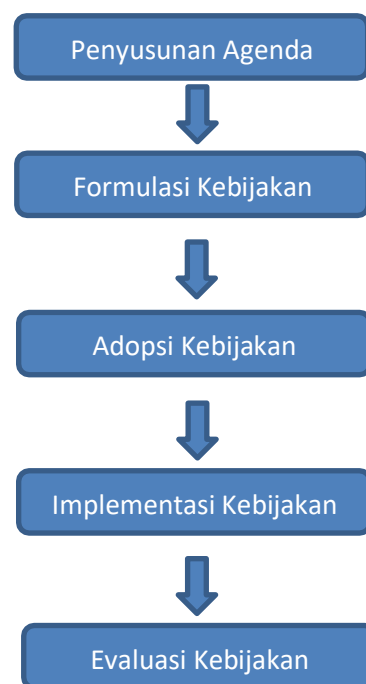 Penyusunan Agenda
Formulasi Kebijakan
Adopsi Kebijakan
Implementasi Kebijakan
Evaluasi Kebijakan